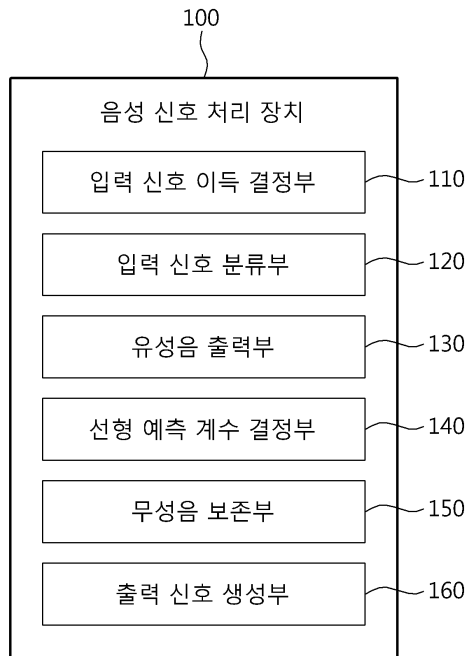 100
음성 신호 처리 장치
입력 신호 이득 결정부 110
입력 신호 분류부 120
유성음 출력부 130
선형 예측 계수 결정부 140
무성음 보존부 150
출력 신호 생성부 160